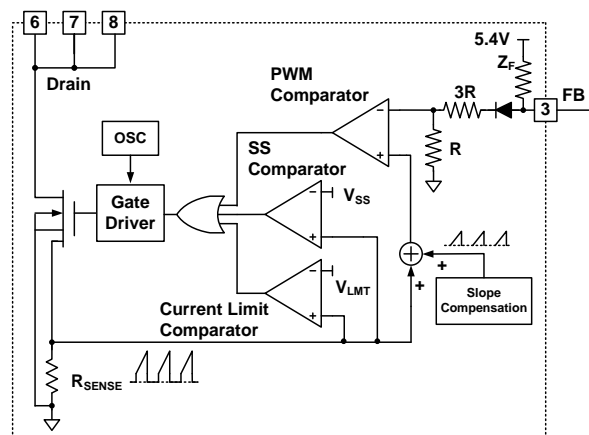 6 7 8
5.4V
Z_F
Drain
PWM
Comparator
3R
3
FB
OSC
R
SS
Comparator
V_SS
Gate
Driver
−
+
−
+
−
+
+
+
+
V_LMT
Slope
Compensation
Current Limit
Comparator
R_SENSE